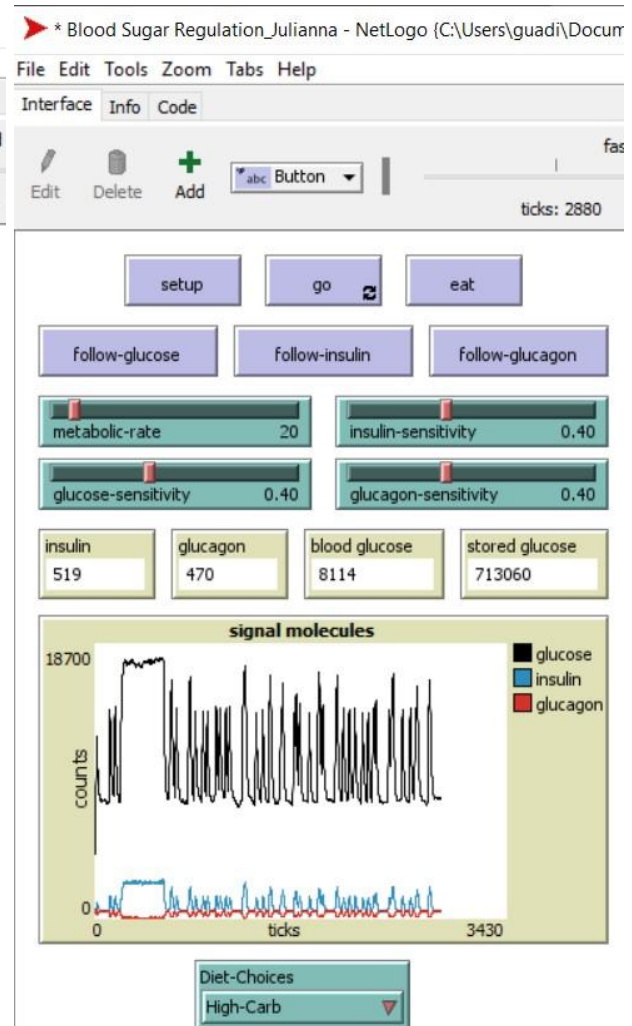 * Blood Sugar Regulation_Julianna - NetLogo {C:\Users\guadi\Docum
File Edit Tools Zoom Tabs Help
Interface Info Code
Edit Delete Add abc Button fas
ticks: 2880
setup go eat
follow-glucose follow-insulin follow-glucagon
metabolic-rate 20 insulin-sensitivity 0.40
glucose-sensitivity 0.40 glucagon-sensitivity 0.40
insulin glucagon blood glucose stored glucose
519 470 8114 713060
signal molecules
18700
glucose
insulin
glucagon
counts
0
0 ticks 3430
Diet-Choices
High-Carb